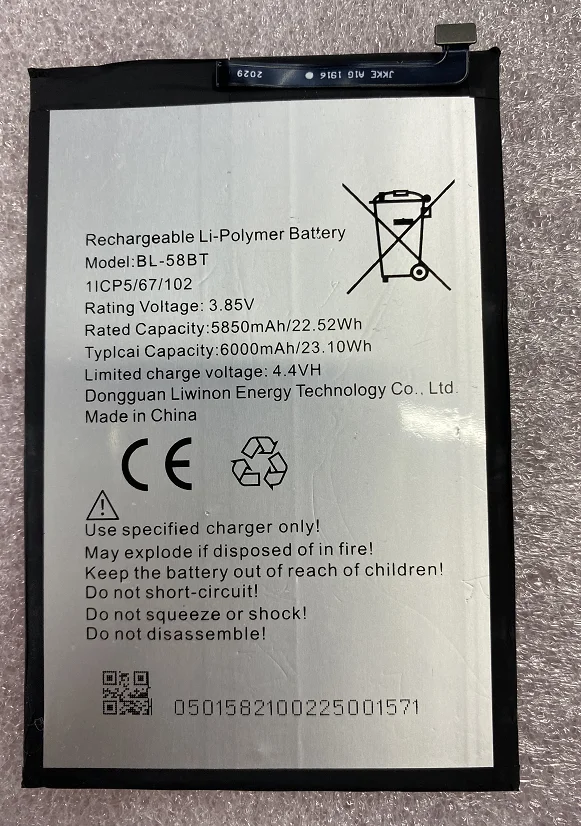 JKKE A1G 1916 2029
Rechargeable Li-Polymer Battery
Model:BL-58BT
1ICP5/67/102
Rating Voltage: 3.85V
Rated Capacity:5850mAh/22.52Wh
Typlcai Capacity:6000mAh/23.10Wh
Limited charge voltage: 4.4VH
Dongguan Liwinon Energy Technology Co., Ltd.
Made in China
CE
Use specified charger only!
May explode if disposed of in fire!
Keep the battery out of reach of children!
Do not short-circuit!
Do not squeeze or shock!
Do not disassemble!
0501582100225001571